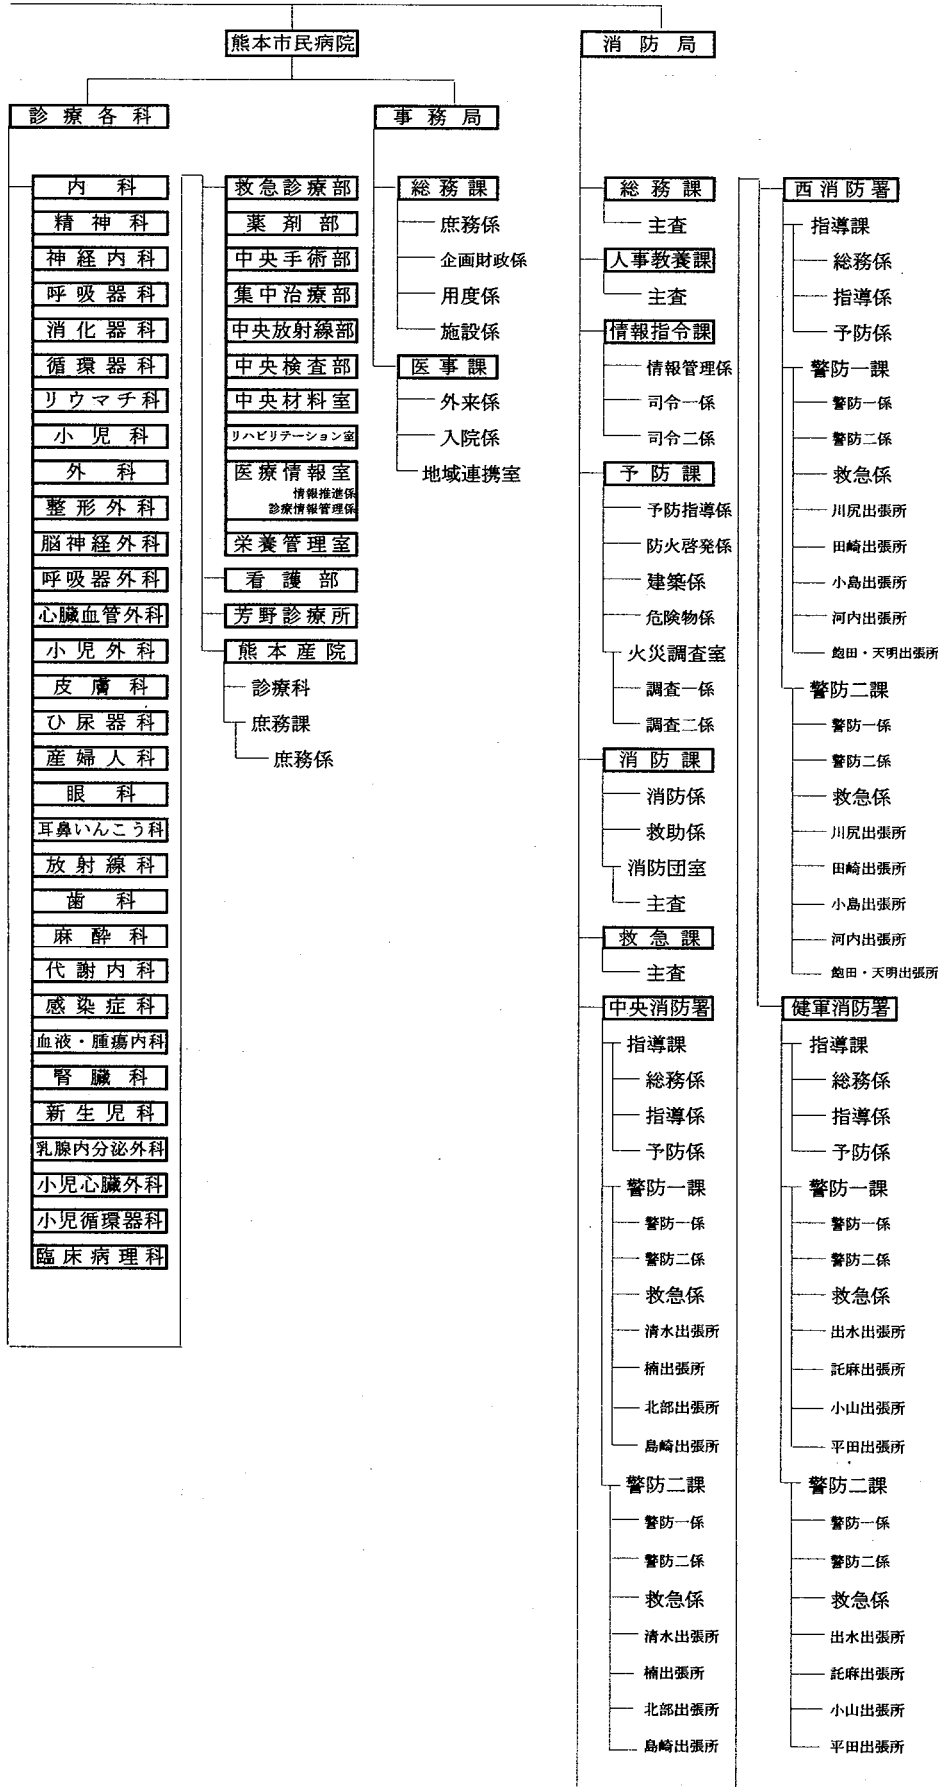 熊本市民病院
診療各科
内科
精神科
神経内科
呼吸器科
消化器科
循環器科
リウマチ科
小児科
外科
整形外科
脳神経外科
呼吸器外科
心臓血管外科
小児外科
皮膚科
ひ尿器科
産婦人科
眼科
耳鼻いんこう科
放射線科
歯科
麻酔科
代謝内科
感染症科
血液・腫瘍内科
腎臓科
新生児科
乳腺内分泌外科
小児心臓外科
小児循環器科
臨床病理科
救急診療部
薬剤部
中央手術部
集中治療部
中央放射線部
中央検査部
中央材料室
リハビリテーション室
医療情報室
情報推進係
診療情報管理係
栄養管理室
看護部
芳野診療所
熊本産院
診療科
庶務課
庶務係
事務局
総務課
庶務係
企画財政係
用度係
施設係
医事課
外来係
入院係
地域連携室
消防局
総務課
主査
人事教養課
主査
情報指令課
情報管理係
司令一係
司令二係
予防課
予防指導係
防火啓発係
建築係
危険物係
火災調査室
調査一係
調査二係
消防課
消防係
救助係
消防団室
主査
救急課
主査
中央消防署
指導課
総務係
指導係
予防係
警防一課
警防一係
警防二係
救急係
清水出張所
楠出張所
北部出張所
島崎出張所
警防二課
警防一係
警防二係
救急係
清水出張所
楠出張所
北部出張所
島崎出張所
西消防署
指導課
総務係
指導係
予防係
警防一課
警防一係
警防二係
救急係
川尻出張所
田崎出張所
小島出張所
河内出張所
飽田・天明出張所
警防二課
警防一係
警防二係
救急係
川尻出張所
田崎出張所
小島出張所
河内出張所
飽田・天明出張所
健軍消防署
指導課
総務係
指導係
予防係
警防一課
警防一係
警防二係
救急係
出水出張所
託麻出張所
小山出張所
平田出張所
警防二課
警防一係
警防二係
救急係
出水出張所
託麻出張所
小山出張所
平田出張所